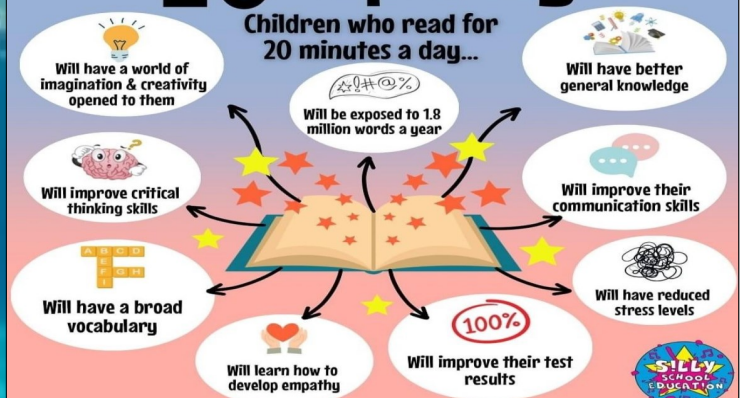 Children who read for
20 minutes a day...
Will have a world of
imagination & creativity
opened to them
☆!#@%
Will be exposed to 1.8
million words a year
Will have better
general knowledge
?
Will improve critical
thinking skills
Will improve their
communication skills
A B C D
E
F G H
I
Will have a broad
vocabulary
Will have reduced
stress levels
Will learn how to
develop empathy
100%
Will improve their test
results
SILLY
SCHOOL
EDUCATION